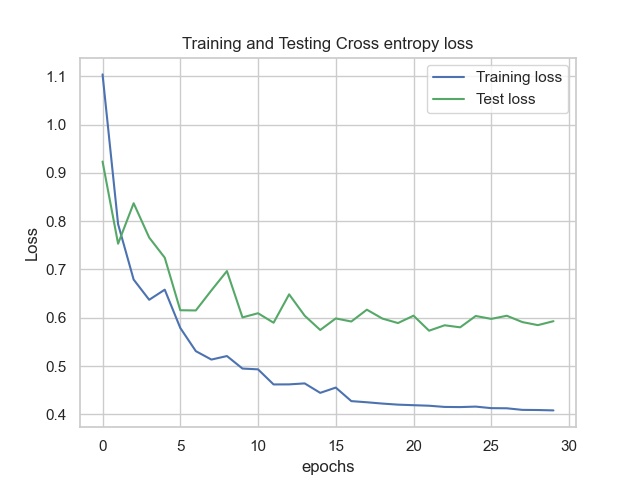 Training and Testing Cross entropy loss
Training loss
Test loss
Loss
1.1
1.0
0.9
0.8
0.7
0.6
0.5
0.4
0 5 10 15 20 25 30
epochs